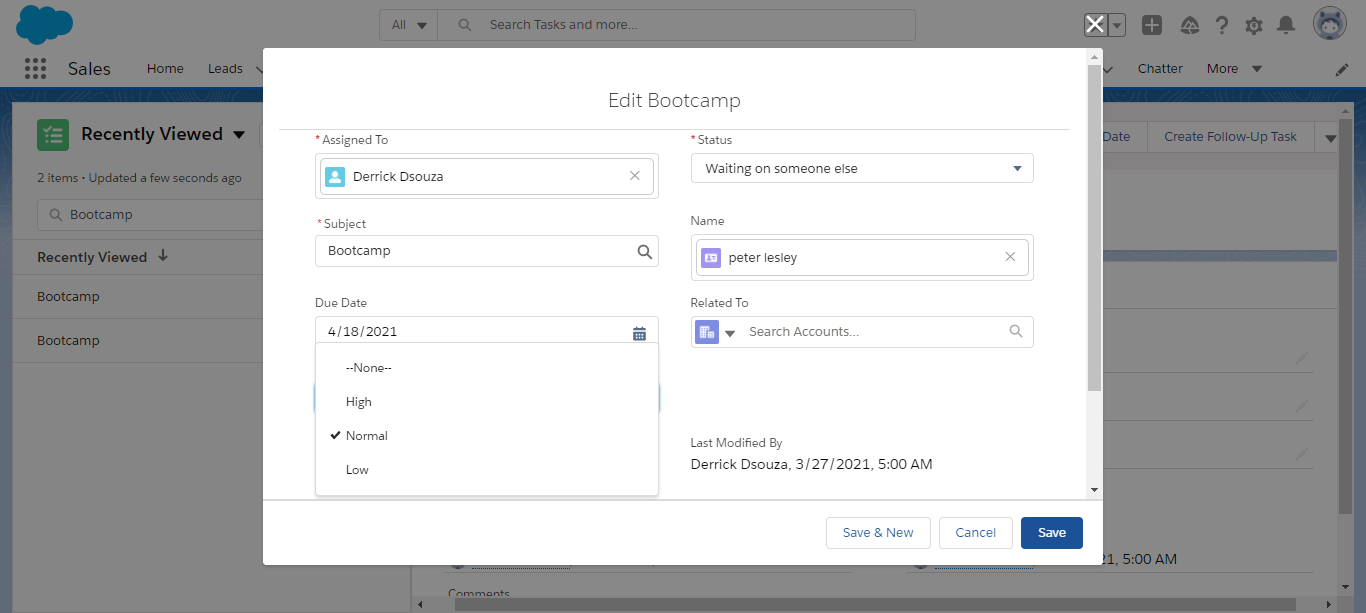 All
Search Tasks and more...
Sales
Home
Leads
Chatter
More
Recently Viewed
2 items • Updated a few seconds ago
Bootcamp
Recently Viewed
Bootcamp
Bootcamp
Date
Create Follow-Up Task
Edit Bootcamp
*Assigned To
Derrick Dsouza
*Status
Waiting on someone else
*Subject
Bootcamp
Name
peter lesley
Due Date
4/18/2021
Related To
Search Accounts...
--None--
High
Normal
Low
Last Modified By
Derrick Dsouza, 3/27/2021, 5:00 AM
Save & New
Cancel
Save
21, 5:00 AM
Comments